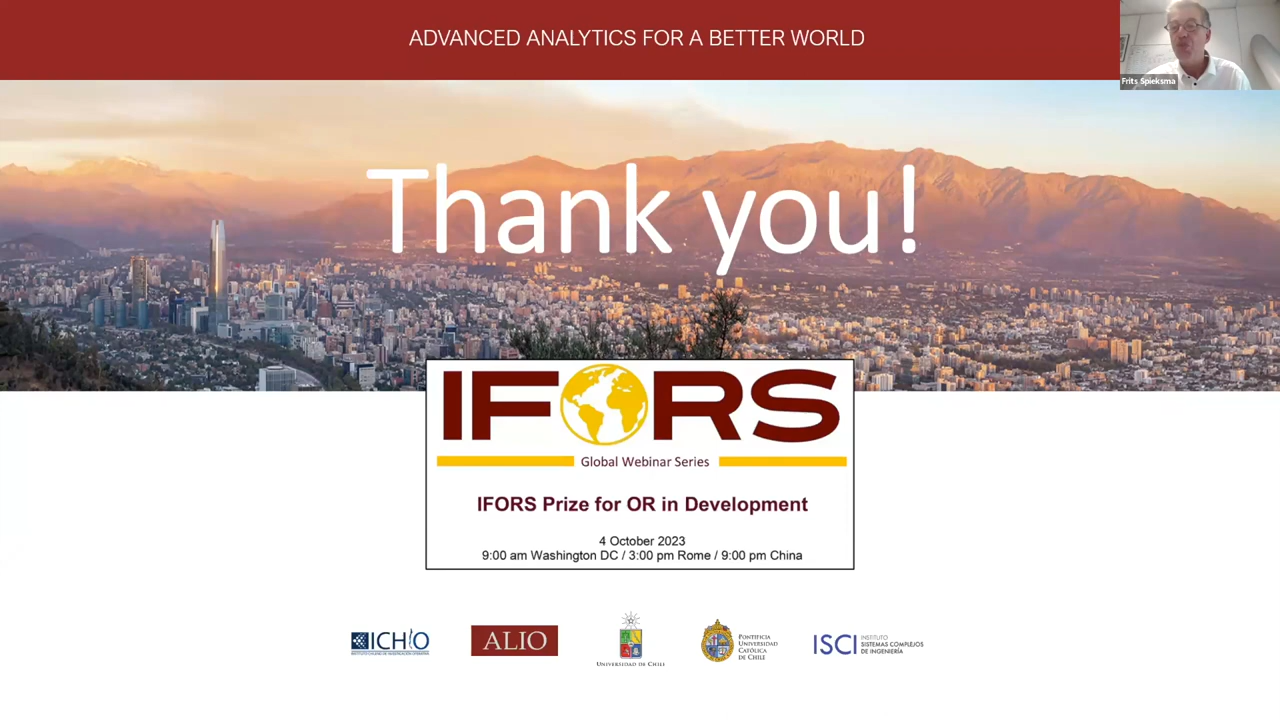 ADVANCED ANALYTICS FOR A BETTER WORLD
Frits Spieksma
Thank you!
IFORS
Global Webinar Series
IFORS Prize for OR in Development
4 October 2023
9:00 am Washington DC / 3:00 pm Rome / 9:00 pm China
ICHIO
ALIO
UNIVERSIDAD DE CHILE
PONTIFICIA
UNIVERSIDAD
CATÓLICA
DE CHILE
ISCI
INSTITUTO
SISTEMAS COMPLEJOS
DE INGENIERÍA